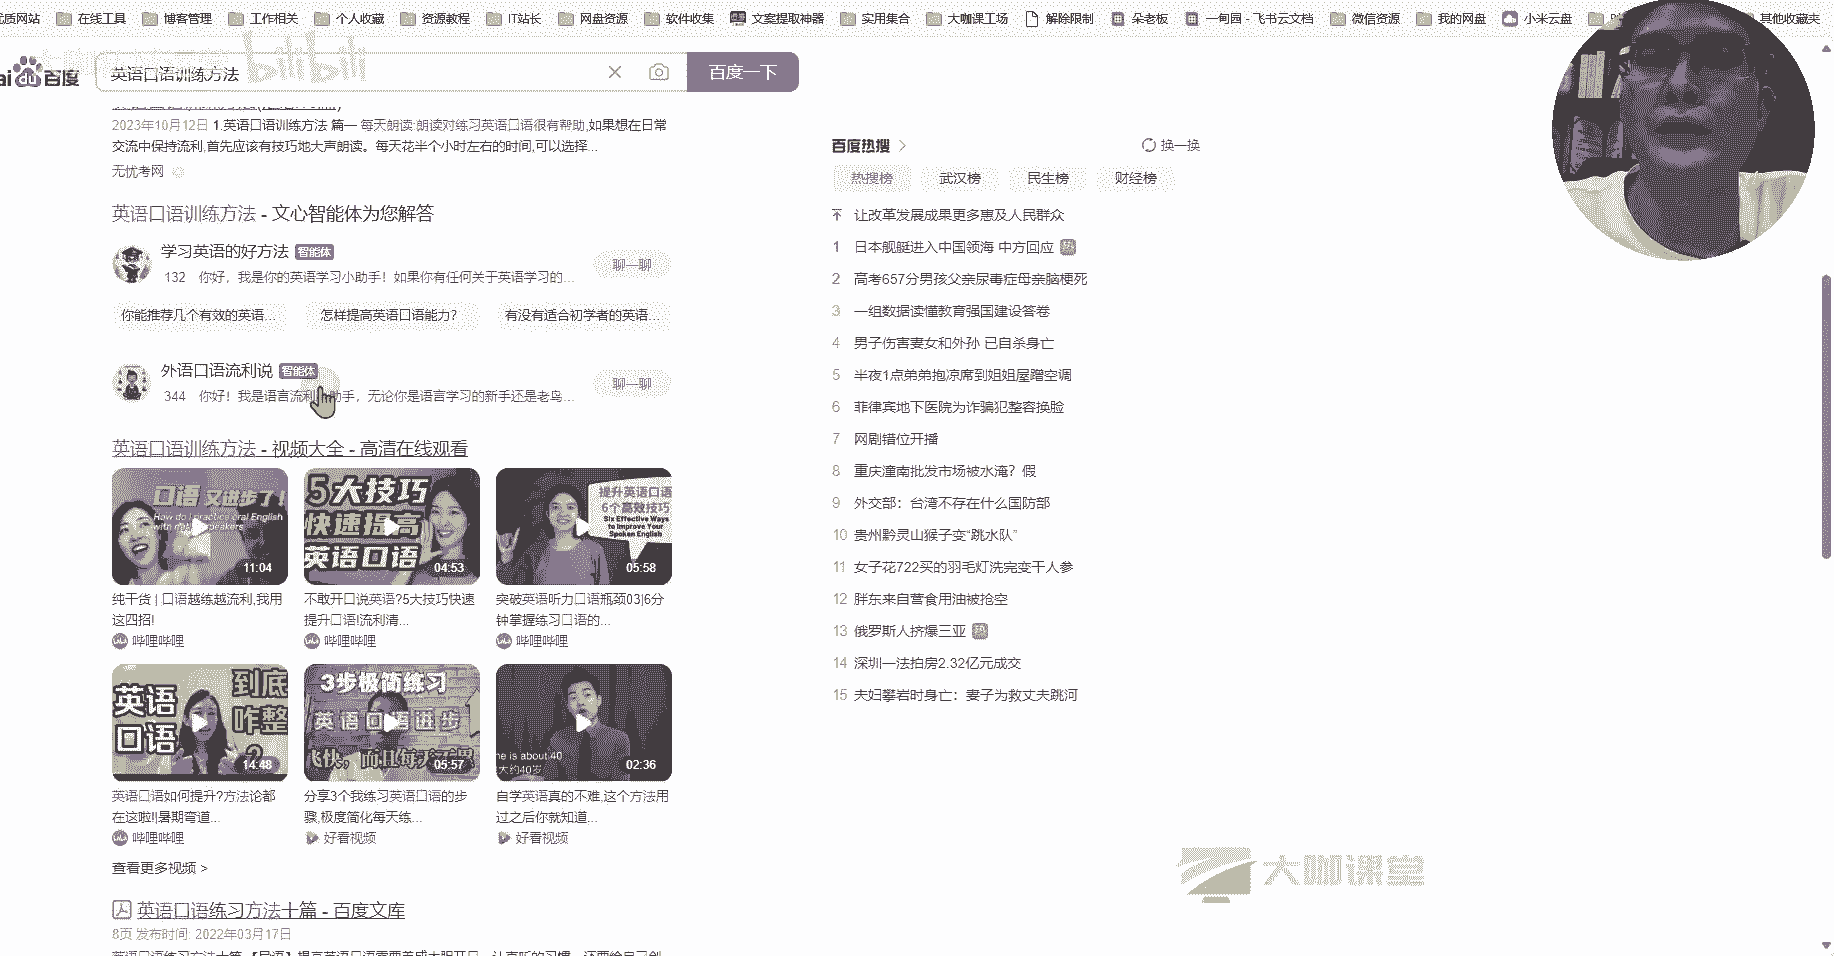 在线工具 博客管理 工作相关 个人收藏 资源教程 IT站长 网盘资源 软件收集 文案提取神器 实用集合 大咖课工场 解除限制 朵老板 一甸园 - 飞书云文档 微信资源 我的网盘 小米云盘 其他收藏夹
bilibili
du百度
英语口语训练方法
百度一下
2023年10月12日 1.英语口语训练方法 篇一 每天朗读:朗读对练习英语口语很有帮助,如果想在日常
交流中保持流利,首先应该有技巧地大声朗读。每天花半个小时左右的时间,可以选择...
无忧考网
英语口语训练方法 - 文心智能体为您解答
学习英语的好方法 智能体
132 你好，我是你的英语学习小助手！如果你有任何关于英语学习的...
聊一聊
你能推荐几个有效的英语...
怎样提高英语口语能力?
有没有适合初学者的英语...
外语口语流利说 智能体
344 你好！我是语言流利 助手，无论你是语言学习的新手还是老鸟...
聊一聊
英语口语训练方法 - 视频大全 - 高清在线观看
口语又进步了!
How do I practice oral English
with native speakers
11:04
5大技巧
快速提高
英语口语
04:53
提升英语口语
6个高效技巧
Six Effective Ways
to Improve Your
Spoken English
05:58
纯干货 | 口语越练越流利,我用
这四招!
哔哩哔哩
不敢开口说英语?5大技巧快速
提升口语!流利清...
哔哩哔哩
突破英语听力口语瓶颈03|6分
钟掌握练习口语的...
哔哩哔哩
英语
口语
到底
咋整
?
14:48
3步极简练习
英语口语进步
05:57
me is about 40
大约40岁
02:36
英语口语如何提升?方法论都
在这啦!|暑期弯道...
哔哩哔哩
分享3个我练习英语口语的步
骤,极度简化每天练...
好看视频
自学英语真的不难,这个方法用
过之后你就知道...
好看视频
查看更多视频 >
英语口语练习方法十篇 - 百度文库
8页 发布时间: 2022年03月17日
百度热搜
换一换
热搜榜 武汉榜 民生榜 财经榜
让改革发展成果更多惠及人民群众
1 日本舰艇进入中国领海 中方回应 热
2 高考657分男孩父亲尿毒症母亲脑梗死
3 一组数据读懂教育强国建设答卷
4 男子伤害妻女和外孙 已自杀身亡
5 半夜1点弟弟抱凉席到姐姐屋蹭空调
6 菲律宾地下医院为诈骗犯整容换脸
7 网剧错位开播
8 重庆潼南批发市场被水淹？假
9 外交部：台湾不存在什么国防部
10 贵州黔灵山猴子变“跳水队”
11 女子花722买的羽毛灯洗完变干人参
12 胖东来自营食用油被抢空
13 俄罗斯人挤爆三亚 热
14 深圳一法拍房2.32亿元成交
15 夫妇攀岩时身亡：妻子为救丈夫跳河
大咖课堂